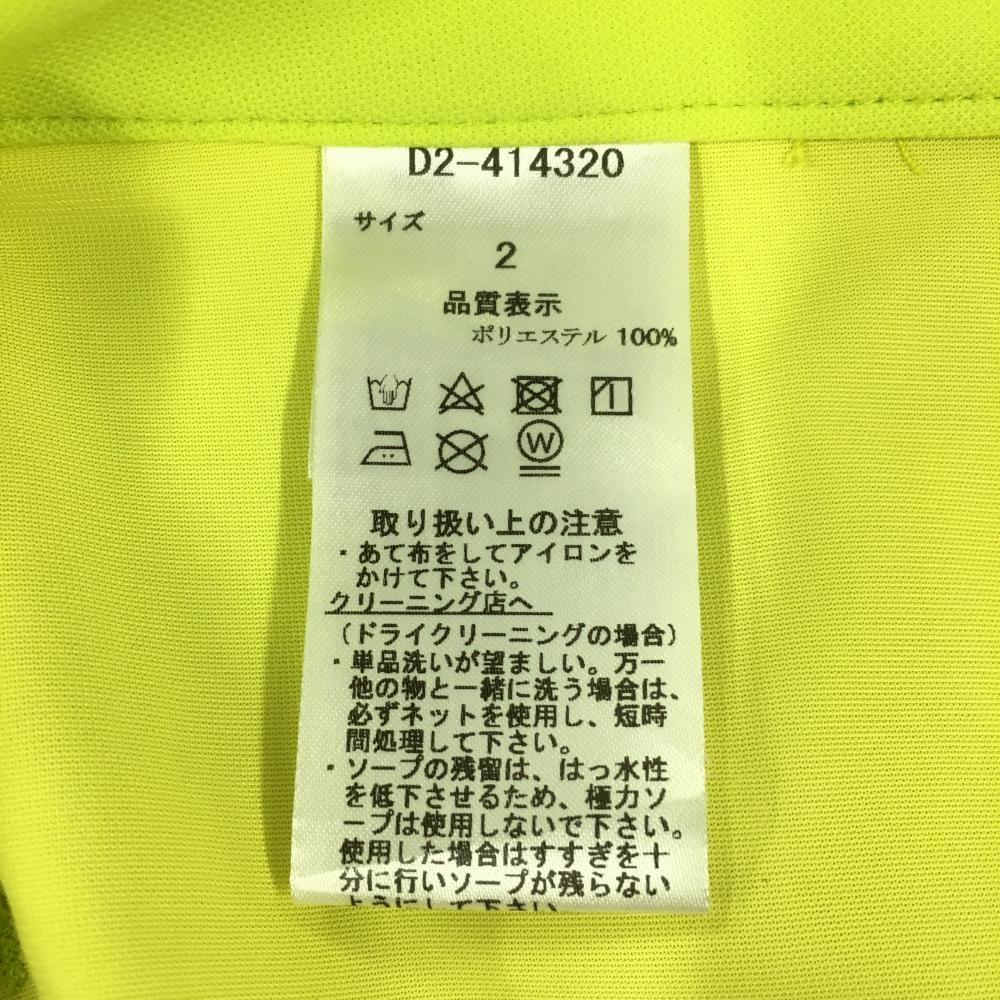 D2-414320
サイズ
2
品質表示
ポリエステル 100%
W
取り扱い上の注意
・あて布をしてアイロンを
かけて下さい。
クリーニング店へ
（ドライクリーニングの場合）
・単品洗いが望ましい。万一
他の物と一緒に洗う場合は、
必ずネットを使用し、短時
間処理して下さい。
・ソープの残留は、はっ水性
を低下させるため、極力ソ
ープは使用しないで下さい。
使用した場合はすすぎを十
分に行いソープが残らない
ようにして下さい。